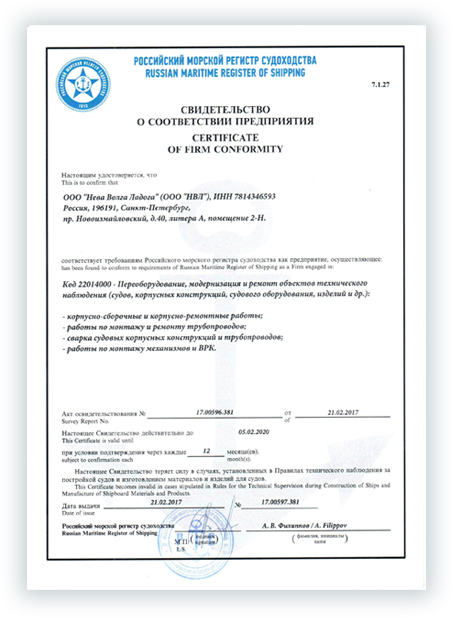 РОССИЙСКИЙ МОРСКОЙ РЕГИСТР СУДОХОДСТВА
RUSSIAN MARITIME REGISTER OF SHIPPING
7.1.27
СВИДЕТЕЛЬСТВО
О СООТВЕТСТВИИ ПРЕДПРИЯТИЯ
CERTIFICATE
OF FIRM CONFORMITY
Настоящим удостоверяется, что
This is to confirm that
ООО "Нева Волга Ладога" (ООО "НВЛ"), ИНН 7814346593
Россия, 196191, Санкт-Петербург,
пр. Новоизмайловский, д.40, литера А, помещение 2-Н.
соответствует требованиям Российского морского регистра судоходства как предприятие, осуществляющее:
has been found to conform to requirements of Russian Maritime Register of Shipping as a Firm engaged in:
Код 22014000 - Переоборудование, модернизация и ремонт объектов технического
наблюдения (судов, корпусных конструкций, судового оборудования, изделий и др.):
- корпусно-сборочные и корпусно-ремонтные работы;
- работы по монтажу и ремонту трубопроводов;
- сварка судовых корпусных конструкций и трубопроводов;
- работы по монтажу механизмов и ВРК.
Акт освидетельствования № 17.00596.381 от 21.02.2017
Survey Report No. of
Настоящее Свидетельство действительно до 05.02.2020
This Certificate is valid until
при условии подтверждения через каждые 12 месяца(ев).
subject to confirmation each month(s).
Настоящее Свидетельство теряет силу в случаях, установленных в Правилах технического наблюдения за
постройкой судов и изготовлением материалов и изделий для судов.
This Certificate becomes invalid in cases stipulated in Rules for the Technical Supervision during Construction of Ships and
Manufacture of Shipboard Materials and Products.
Дата выдачи 21.02.2017 № 17.00597.381
Date of issue
Российский морской регистр судоходства А. В. Филиппов / A. Filippov
Russian Maritime Register of Shipping (подпись) (фамилия, инициалы)
М.П. name
L.S.